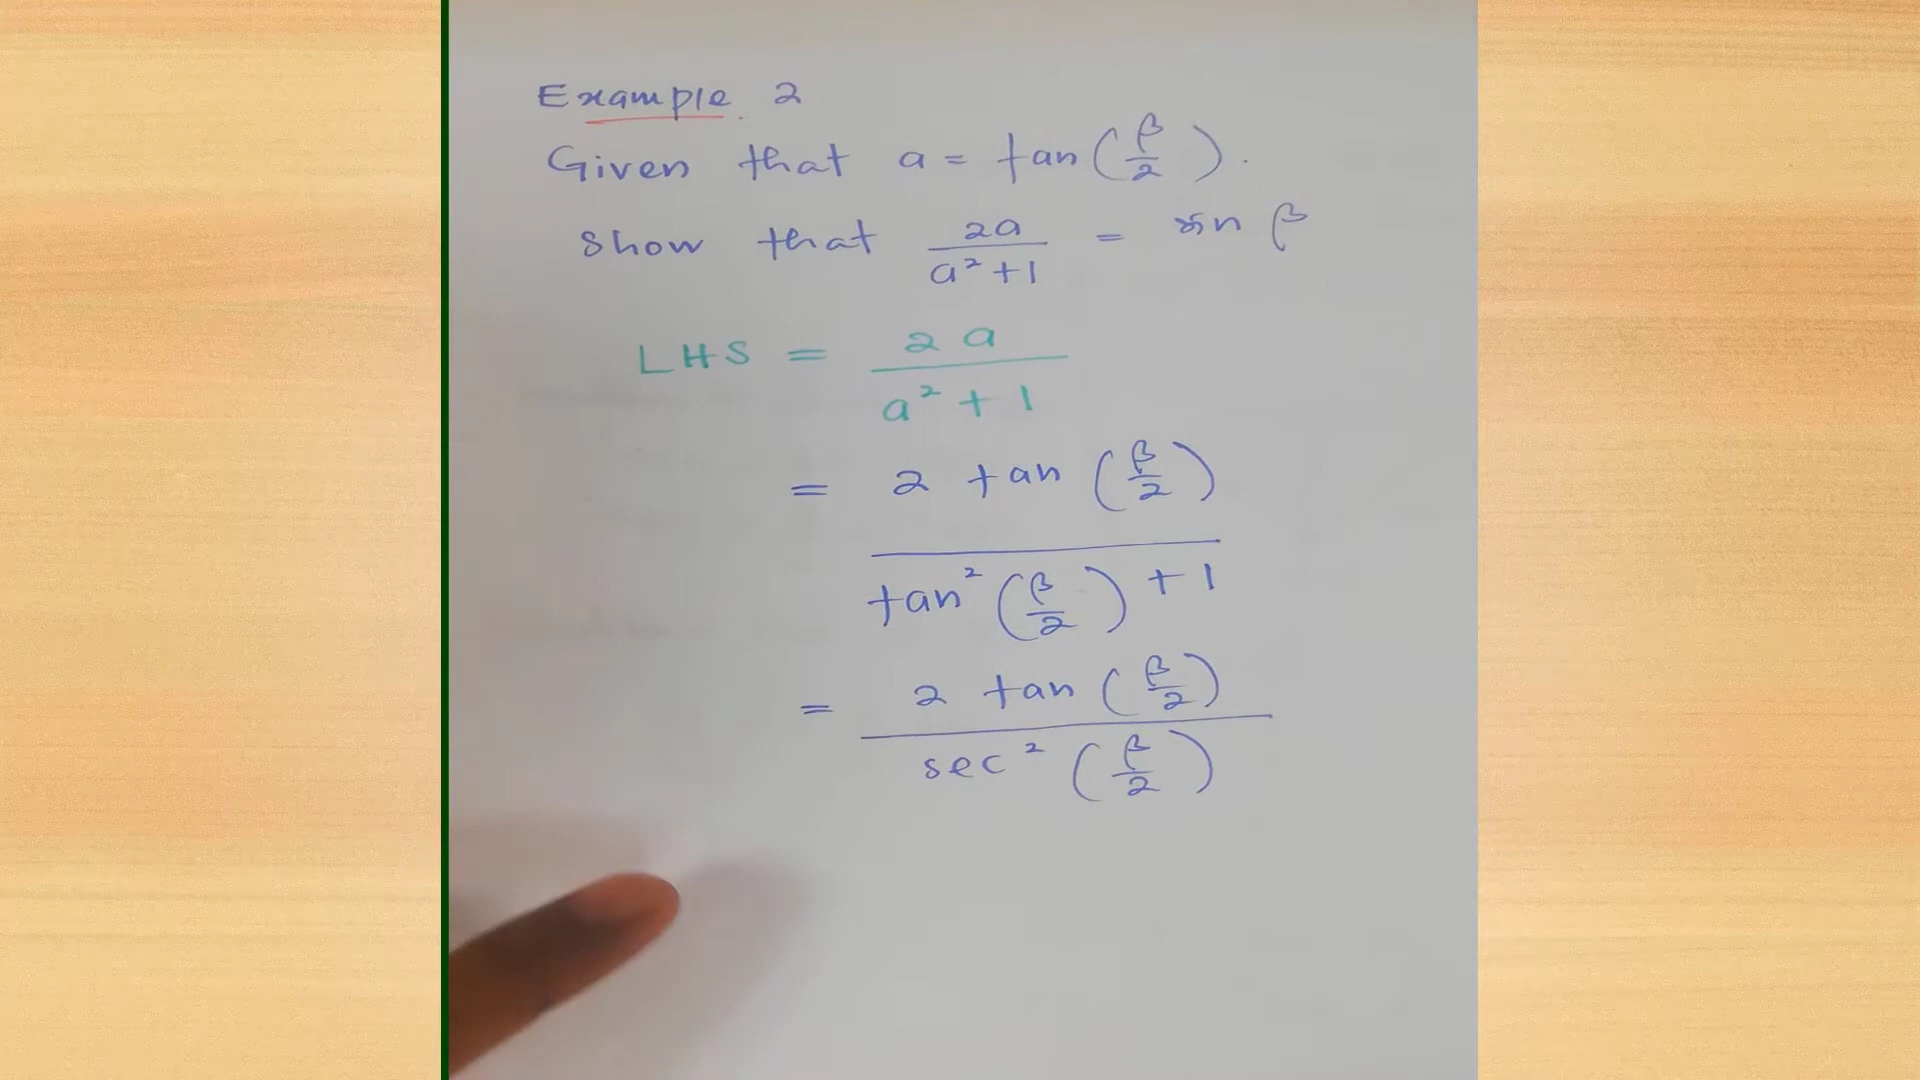 Example 2
Given that a = tan(β/2).
show that 2a/(a²+1) = sin β
LHS = 2a/(a²+1)
= 2 tan(β/2)/(tan²(β/2)+1)
= 2 tan(β/2)/sec²(β/2)